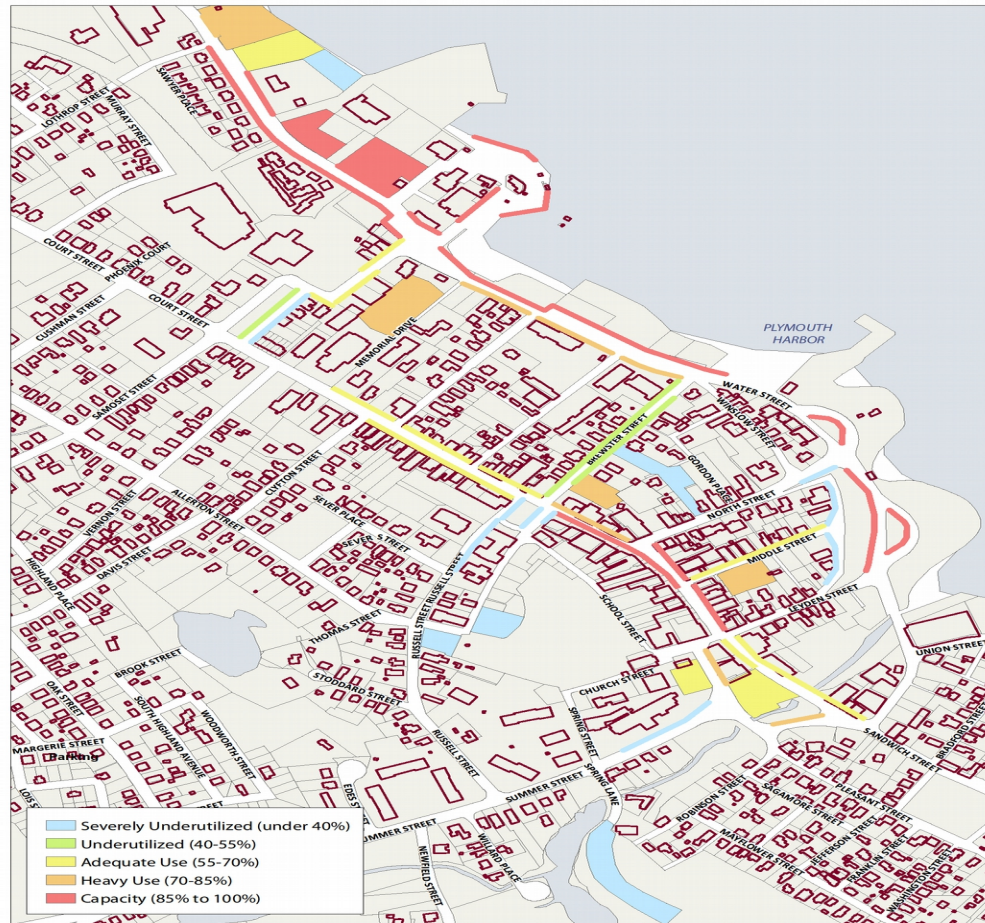 SAWYER PLACE
LOTHROP STREET
MURRAY STREET
COURT STREET
PHOENIX COURT
COURT STREET
CUSHMAN STREET
PLYMOUTH
HARBOR
MEMORIAL DRIVE
SAMOSET STREET
WATER STREET
WINSLOW STREET
BREWSTER STREET
GORDON PLACE
CLYFTON STREET
ALLERTON STREET
SEVER PLACE
VERNON STREET
NORTH STREET
SEVER STREET
MIDDLE STREET
DAVIS STREET
HIGHLAND PLACE
RUSSELL STREET
LEYDEN STREET
SCHOOL STREET
THOMAS STREET
RUSSELL STREET
UNION STREET
BROOK STREET
STODDARD STREET
CHURCH STREET
OAK STREET
SOUTH HIGHLAND AVENUE
WOODWORTH STREET
SPRING STREET
RUSSELL STREET
SANDWICH STREET
BRADFORD STREET
MARGERIE STREET
Parking
SPRING LANE
SUMMER STREET
PLEASANT STREET
SAGAMORE STREET
ROBINSON STREET
LOIS
EDES STREET
STREET
UMMER STREET
MAYFLOWER STREET
JEFFERSON STREET
FRANKLIN STREET
WASHINGTON STREET
WILLARD PLACE
NEWFIELD STREET
Severely Underutilized (under 40%)
Underutilized (40-55%)
Adequate Use (55-70%)
Heavy Use (70-85%)
Capacity (85% to 100%)